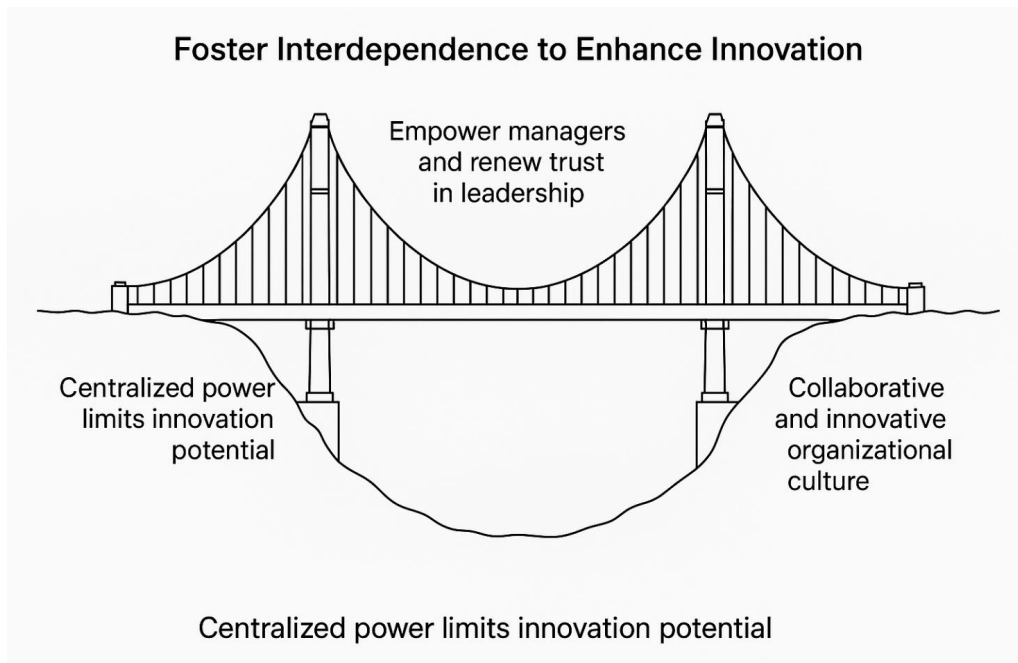 Foster Interdependence to Enhance Innovation
Empower managers
and renew trust
in leadership
Centralized power
limits innovation
potential
Collaborative
and innovative
organizational
culture
Centralized power limits innovation potential